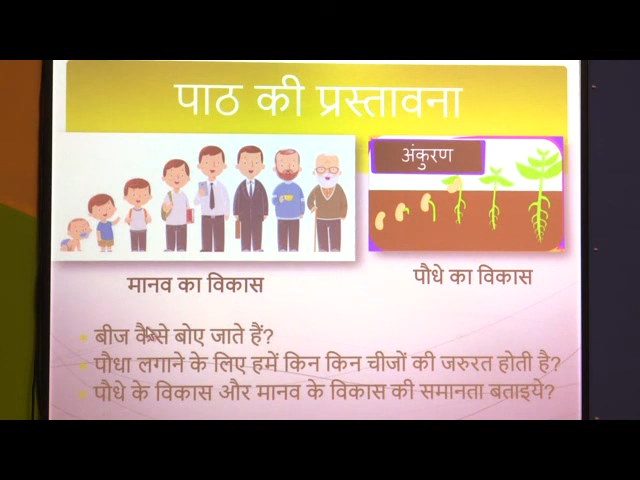 पाठ की प्रस्तावना
अंकुरण
मानव का विकास
पौधे का विकास
बीज कैसे बोए जाते हैं?
पौधा लगाने के लिए हमें किन किन चीजों की जरुरत होती है?
पौधे के विकास और मानव के विकास की समानता बताइये?